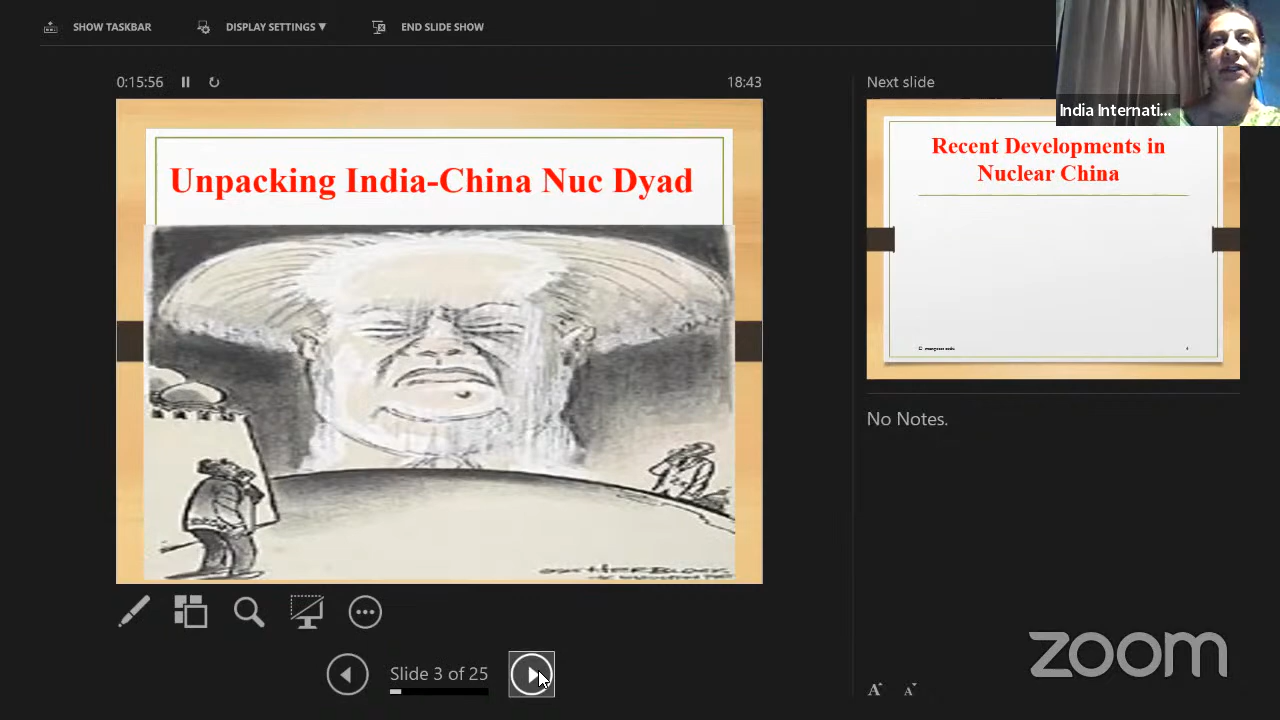 SHOW TASKBAR
DISPLAY SETTINGS ▼
END SLIDE SHOW
0:15:56
18:43
Next slide
India Internati...
Unpacking India-China Nuc Dyad
Recent Developments in
Nuclear China
4
No Notes.
Slide 3 of 25
A
A
zoom